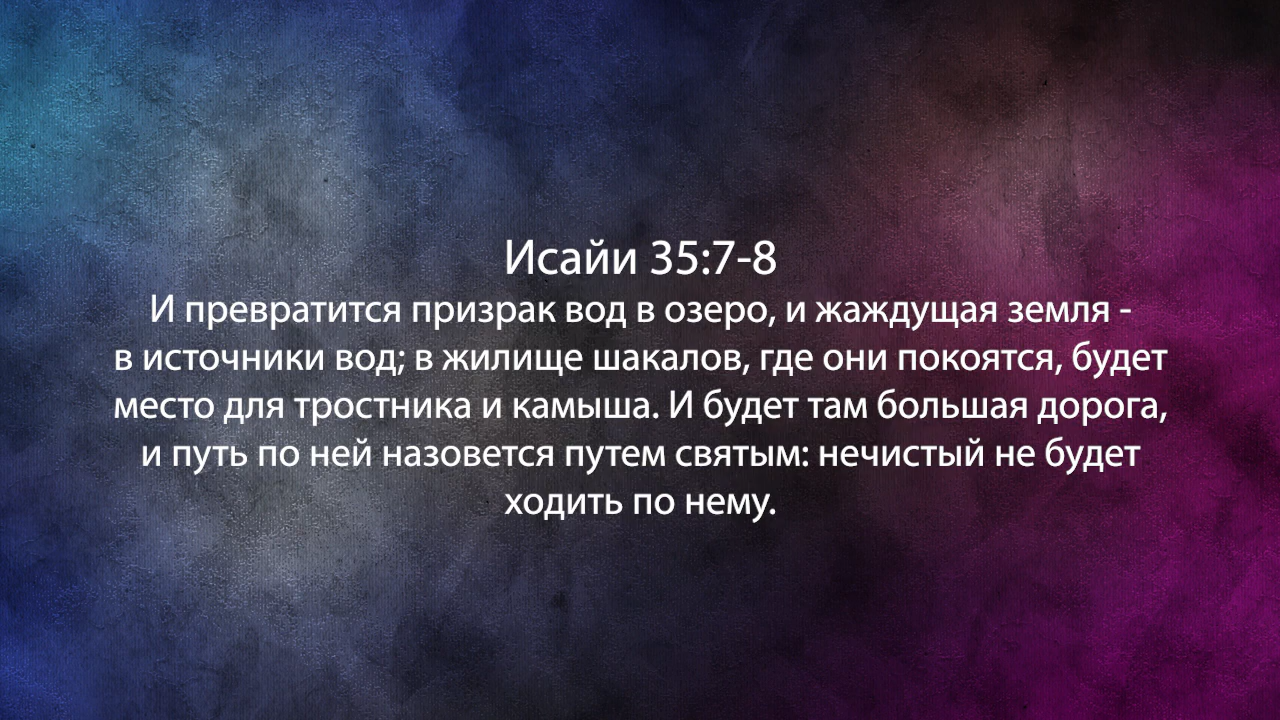 Исайи 35:7-8
И превратится призрак вод в озеро, и жаждущая земля -
в источники вод; в жилище шакалов, где они покоятся, будет
место для тростника и камыша. И будет там большая дорога,
и путь по ней назовется путем святым: нечистый не будет
ходить по нему.